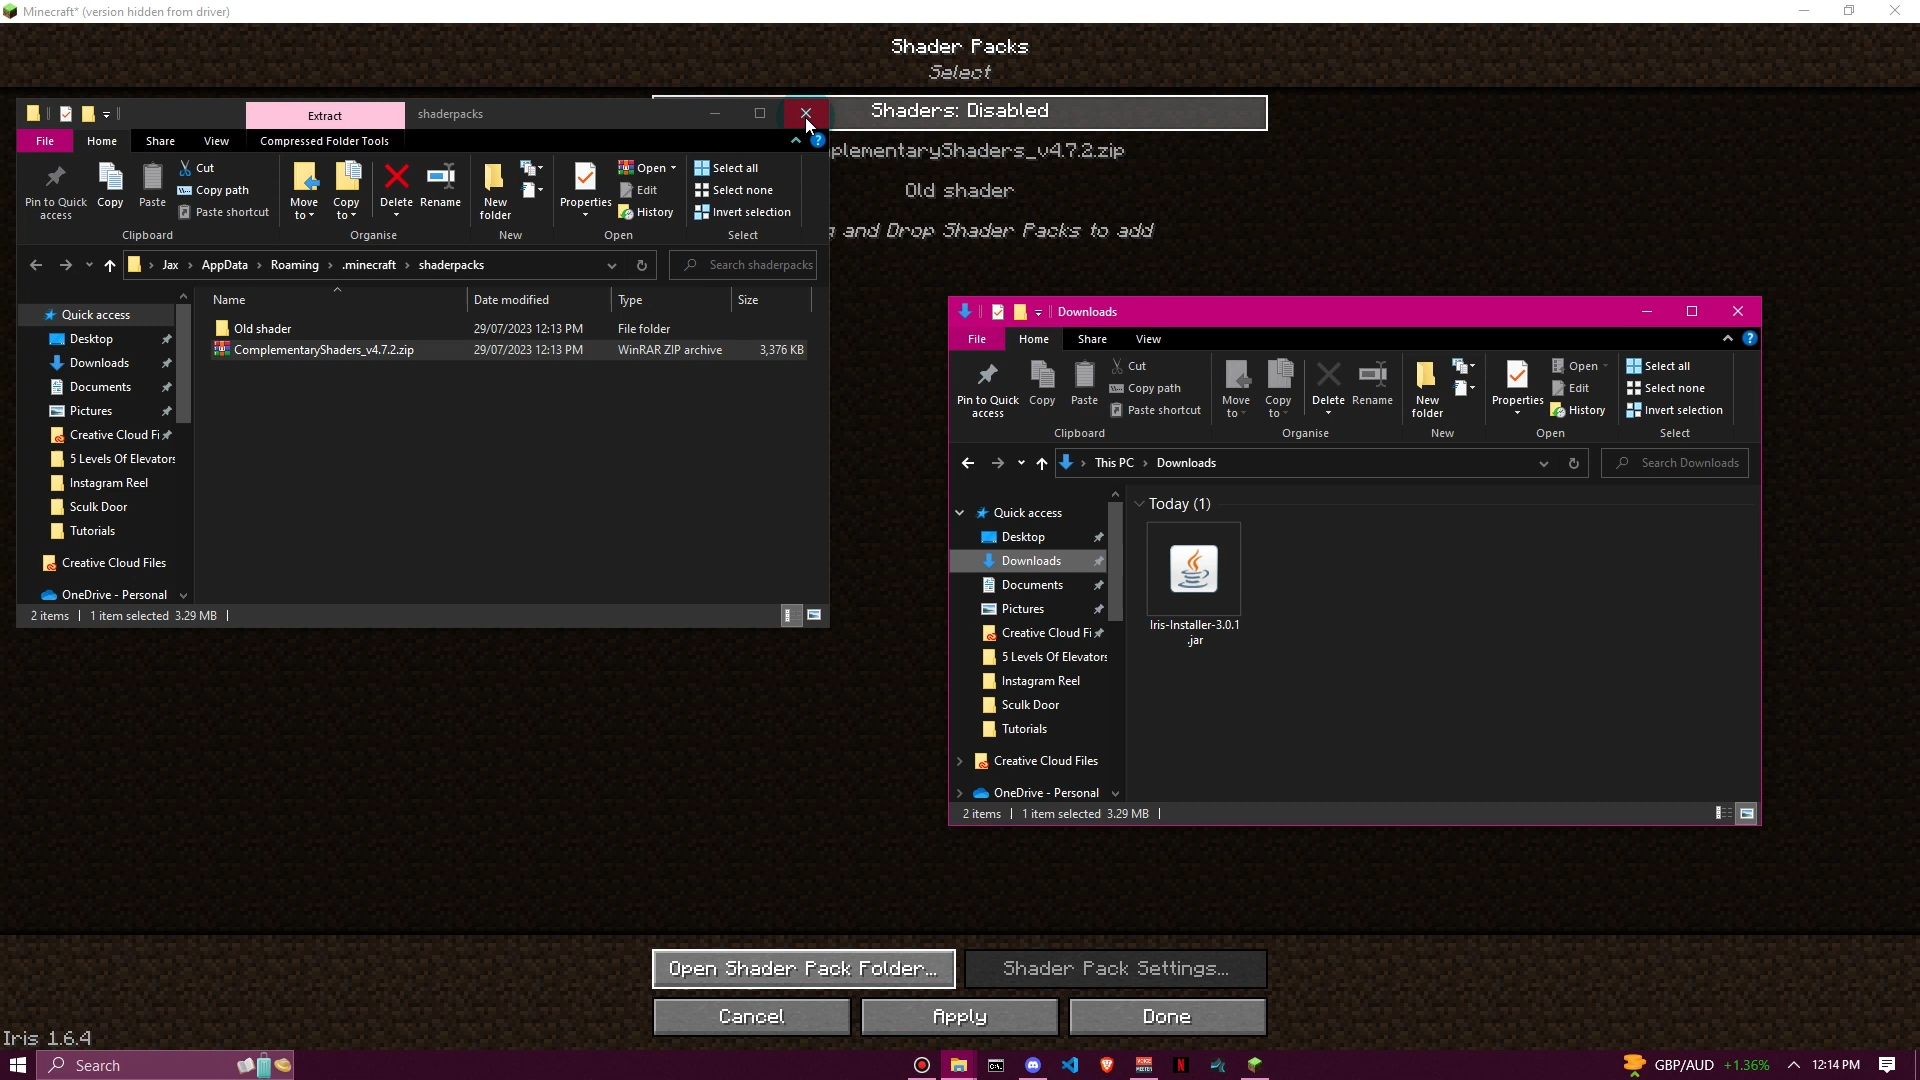 Minecraft* (version hidden from driver)
Shader Packs
Select
Shaders: Disabled
plementaryShaders_v4.7.2.zip
Old shader
and Drop Shader Packs to add
Extract
shaderpacks
File
Home
Share
View
Compressed Folder Tools
Pin to Quick access
Copy
Paste
Cut
Copy path
Paste shortcut
Move to
Copy to
Delete
Rename
New folder
Properties
Open
Edit
History
Select all
Select none
Invert selection
Clipboard
Organise
New
Open
Select
Jax
AppData
Roaming
.minecraft
shaderpacks
Search shaderpacks
Name
Date modified
Type
Size
Old shader
29/07/2023 12:13 PM
File folder
ComplementaryShaders_v4.7.2.zip
29/07/2023 12:13 PM
WinRAR ZIP archive
3,376 KB
Quick access
Desktop
Downloads
Documents
Pictures
Creative Cloud Fi
5 Levels Of Elevators
Instagram Reel
Sculk Door
Tutorials
Creative Cloud Files
OneDrive - Personal
2 items
1 item selected 3.29 MB
Downloads
File
Home
Share
View
Pin to Quick access
Copy
Paste
Cut
Copy path
Paste shortcut
Move to
Copy to
Delete
Rename
New folder
Properties
Open
Edit
History
Select all
Select none
Invert selection
Clipboard
Organise
New
Open
Select
This PC
Downloads
Search Downloads
Quick access
Desktop
Downloads
Documents
Pictures
Creative Cloud Fi
5 Levels Of Elevators
Instagram Reel
Sculk Door
Tutorials
Creative Cloud Files
OneDrive - Personal
Today (1)
Iris-Installer-3.0.1
.jar
2 items
1 item selected 3.29 MB
Open Shader Pack Folder...
Shader Pack Settings...
Cancel
Apply
Done
Iris 1.6.4
Search
GBP/AUD +1.36%
12:14 PM